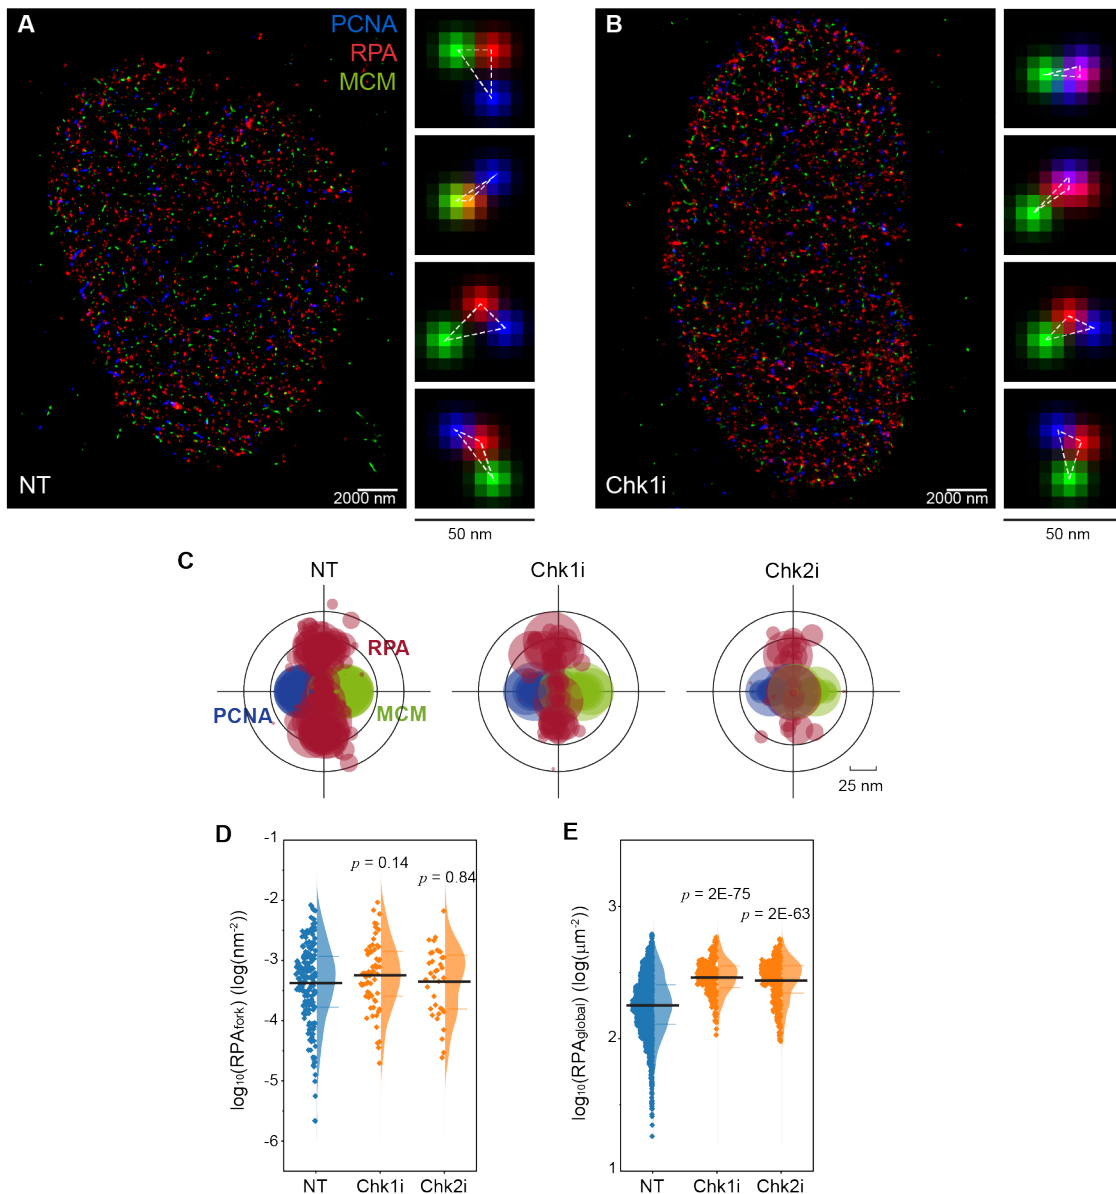 A
PCNA
RPA
MCM
NT
2000 nm
50 nm
B
Chk1i
2000 nm
50 nm
C
NT
Chk1i
Chk2i
RPA
PCNA
MCM
25 nm
D
log10(RPAfork) (log(nm-2))
-1
-2
-3
-4
-5
-6
p = 0.14
p = 0.84
NT
Chk1i
Chk2i
E
log10(RPAglobal) (log(μm-2))
3
2
1
p = 2E-75
p = 2E-63
NT
Chk1i
Chk2i